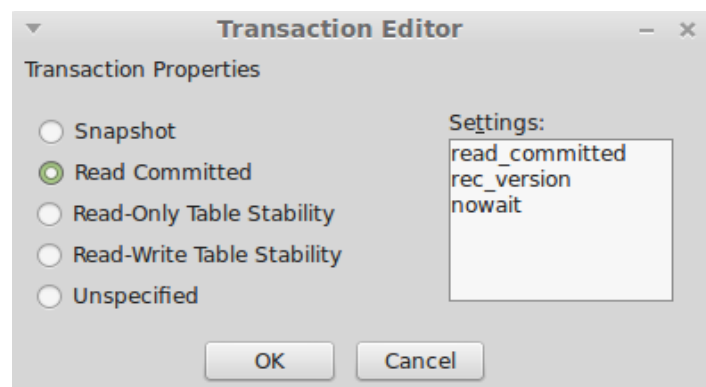 Transaction Editor
Transaction Properties
Snapshot
Read Committed
Read-Only Table Stability
Read-Write Table Stability
Unspecified
Settings:
read_committed
rec_version
nowait
OK
Cancel